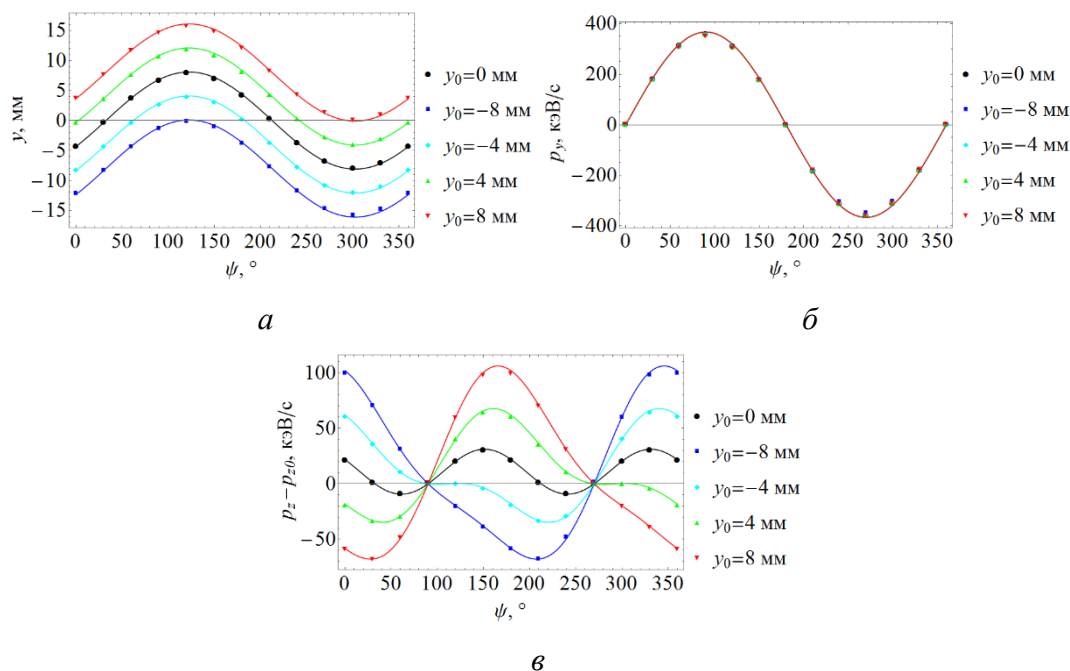 15
10
5
0
−5
−10
−15
y, мм
0 50 100 150 200 250 300 350
ψ, °
y₀=0 мм
y₀=−8 мм
y₀=−4 мм
y₀=4 мм
y₀=8 мм
а
400
200
0
−200
−400
p_y, кэВ/c
0 50 100 150 200 250 300 350
ψ, °
y₀=0 мм
y₀=−8 мм
y₀=−4 мм
y₀=4 мм
y₀=8 мм
б
100
50
0
−50
p_z−p_z0, кэВ/c
0 50 100 150 200 250 300 350
ψ, °
y₀=0 мм
y₀=−8 мм
y₀=−4 мм
y₀=4 мм
y₀=8 мм
в